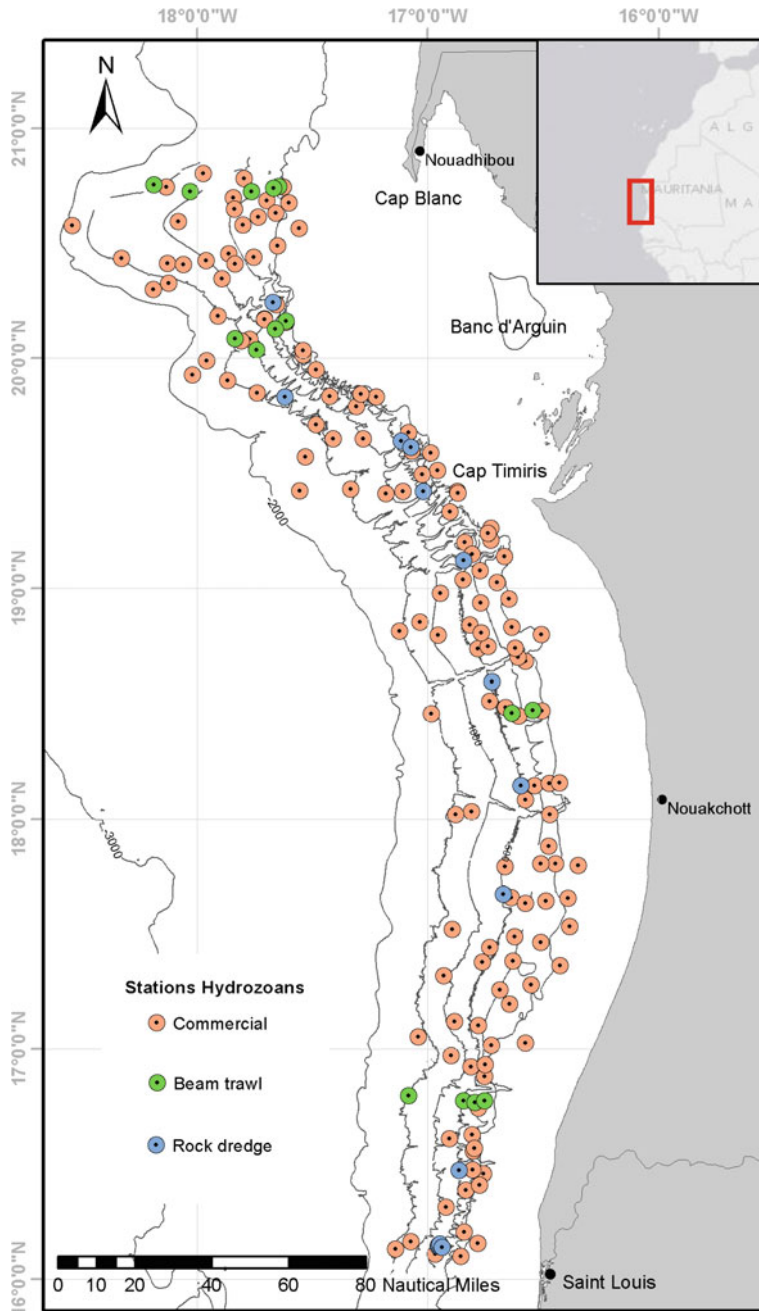 18°0'0"W
17°0'0"W
16°0'0"W
N
ALG
MAURITANIA
MA
21°0'0"N
Nouadhibou
Cap Blanc
Banc d'Arguin
20°0'0"N
Cap Timiris
-2000
19°0'0"N
-1000
Nouakchott
18°0'0"N
-3000
-500
Stations Hydrozoans
Commercial
Beam trawl
Rock dredge
17°0'0"N
0 10 20 40 60 80
Nautical Miles
Saint Louis
16°0'0"N